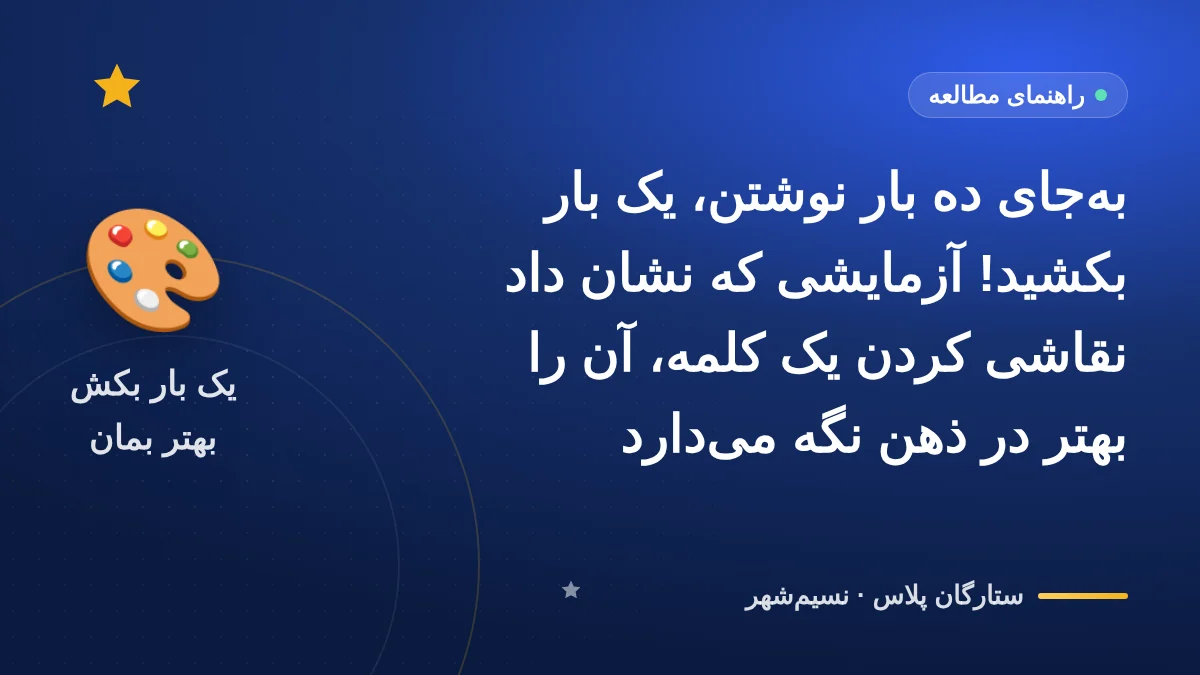 راهنمای مطالعه
به‌جای ده بار نوشتن، یک بار
بکشید! آزمایشی که نشان داد
نقاشی کردن یک کلمه، آن را
بهتر در ذهن نگه می‌دارد
یک بار بکش
بهتر بمان
ستارگان پلاس · نسیم‌شهر